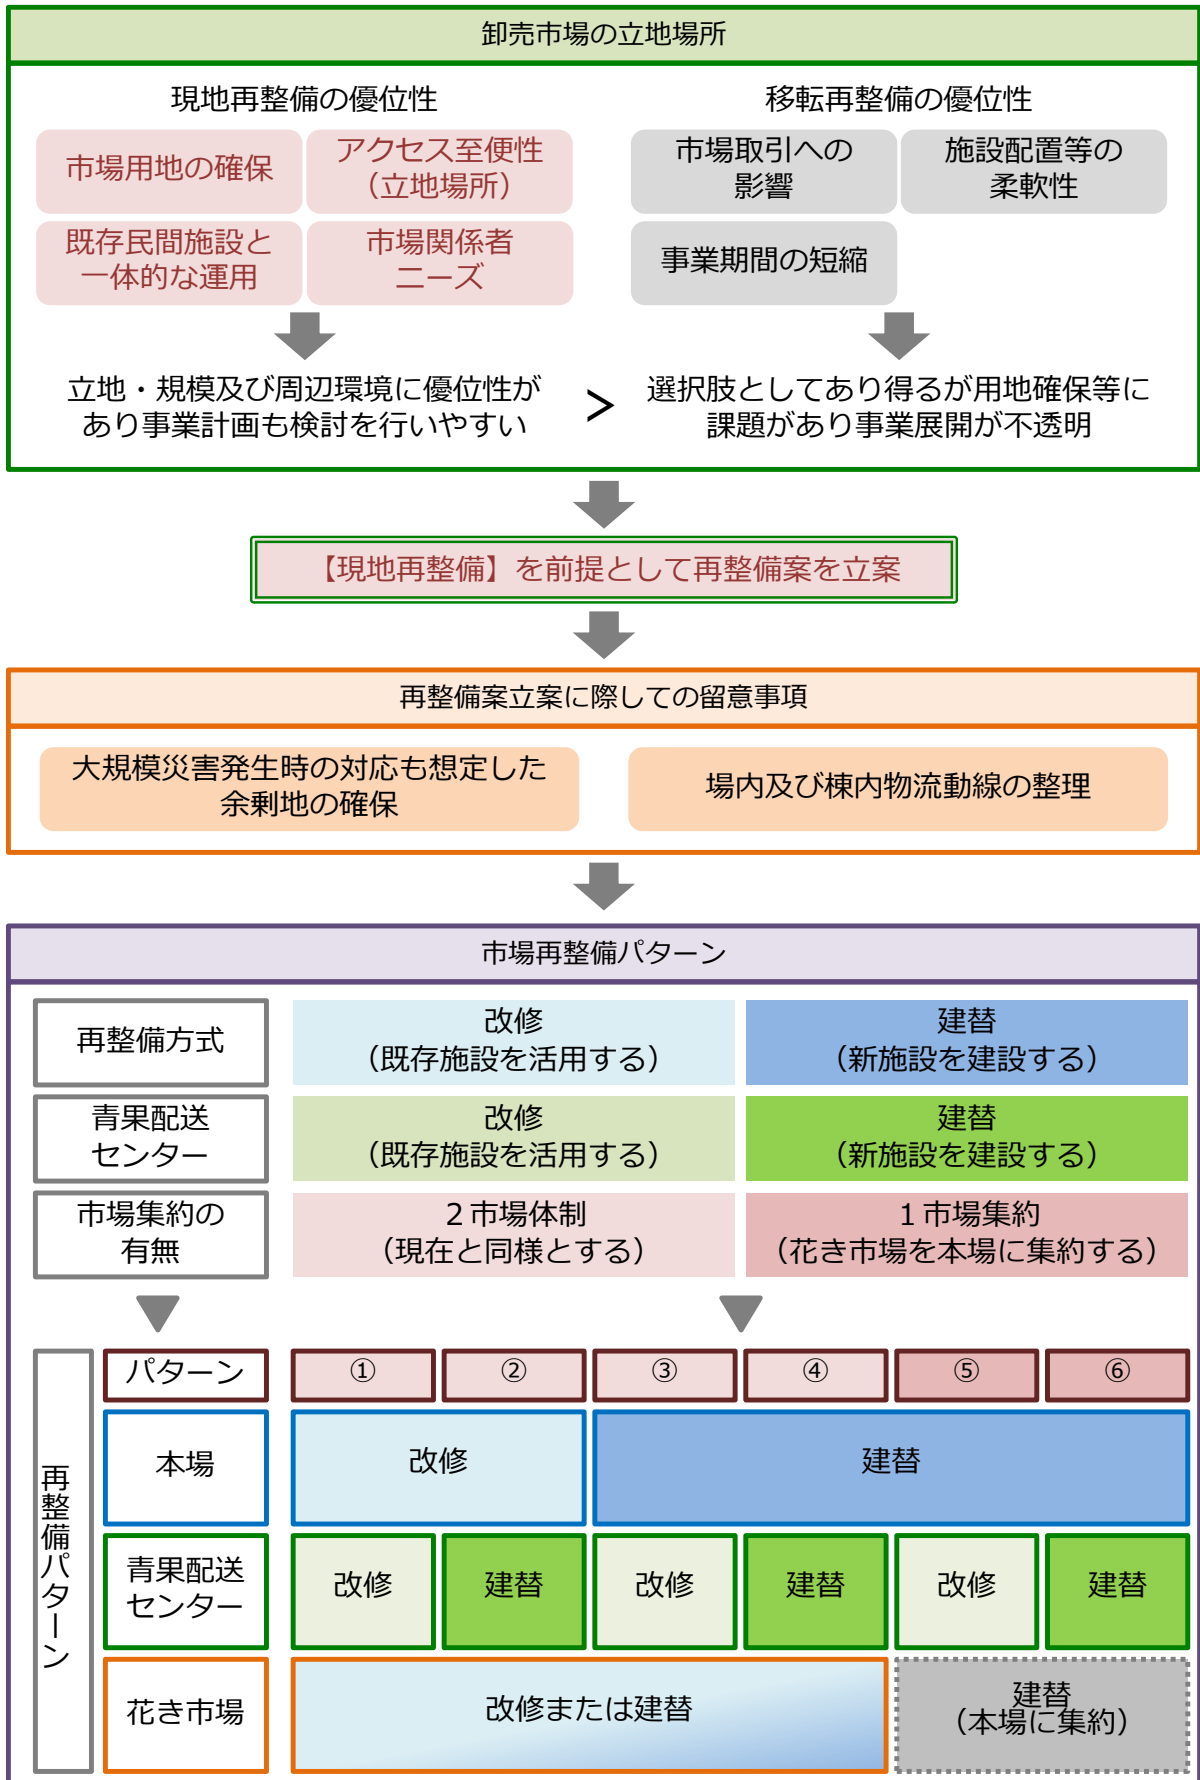 卸売市場の立地場所
現地再整備の優位性
移転再整備の優位性
市場用地の確保
アクセス至便性
（立地場所）
既存民間施設と
一体的な運用
市場関係者
ニーズ
市場取引への
影響
施設配置等の
柔軟性
事業期間の短縮
立地・規模及び周辺環境に優位性が
あり事業計画も検討を行いやすい
＞
選択肢としてあり得るが用地確保等に
課題があり事業展開が不透明
【現地再整備】を前提として再整備案を立案
再整備案立案に際しての留意事項
大規模災害発生時の対応も想定した
余剰地の確保
場内及び棟内物流動線の整理
市場再整備パターン
再整備方式
改修
（既存施設を活用する）
建替
（新施設を建設する）
青果配送
センター
改修
（既存施設を活用する）
建替
（新施設を建設する）
市場集約の
有無
２市場体制
（現在と同様とする）
１市場集約
（花き市場を本場に集約する）
再整備パターン
パターン
①
②
③
④
⑤
⑥
本場
改修
建替
青果配送
センター
改修
建替
改修
建替
改修
建替
花き市場
改修または建替
建替
（本場に集約）